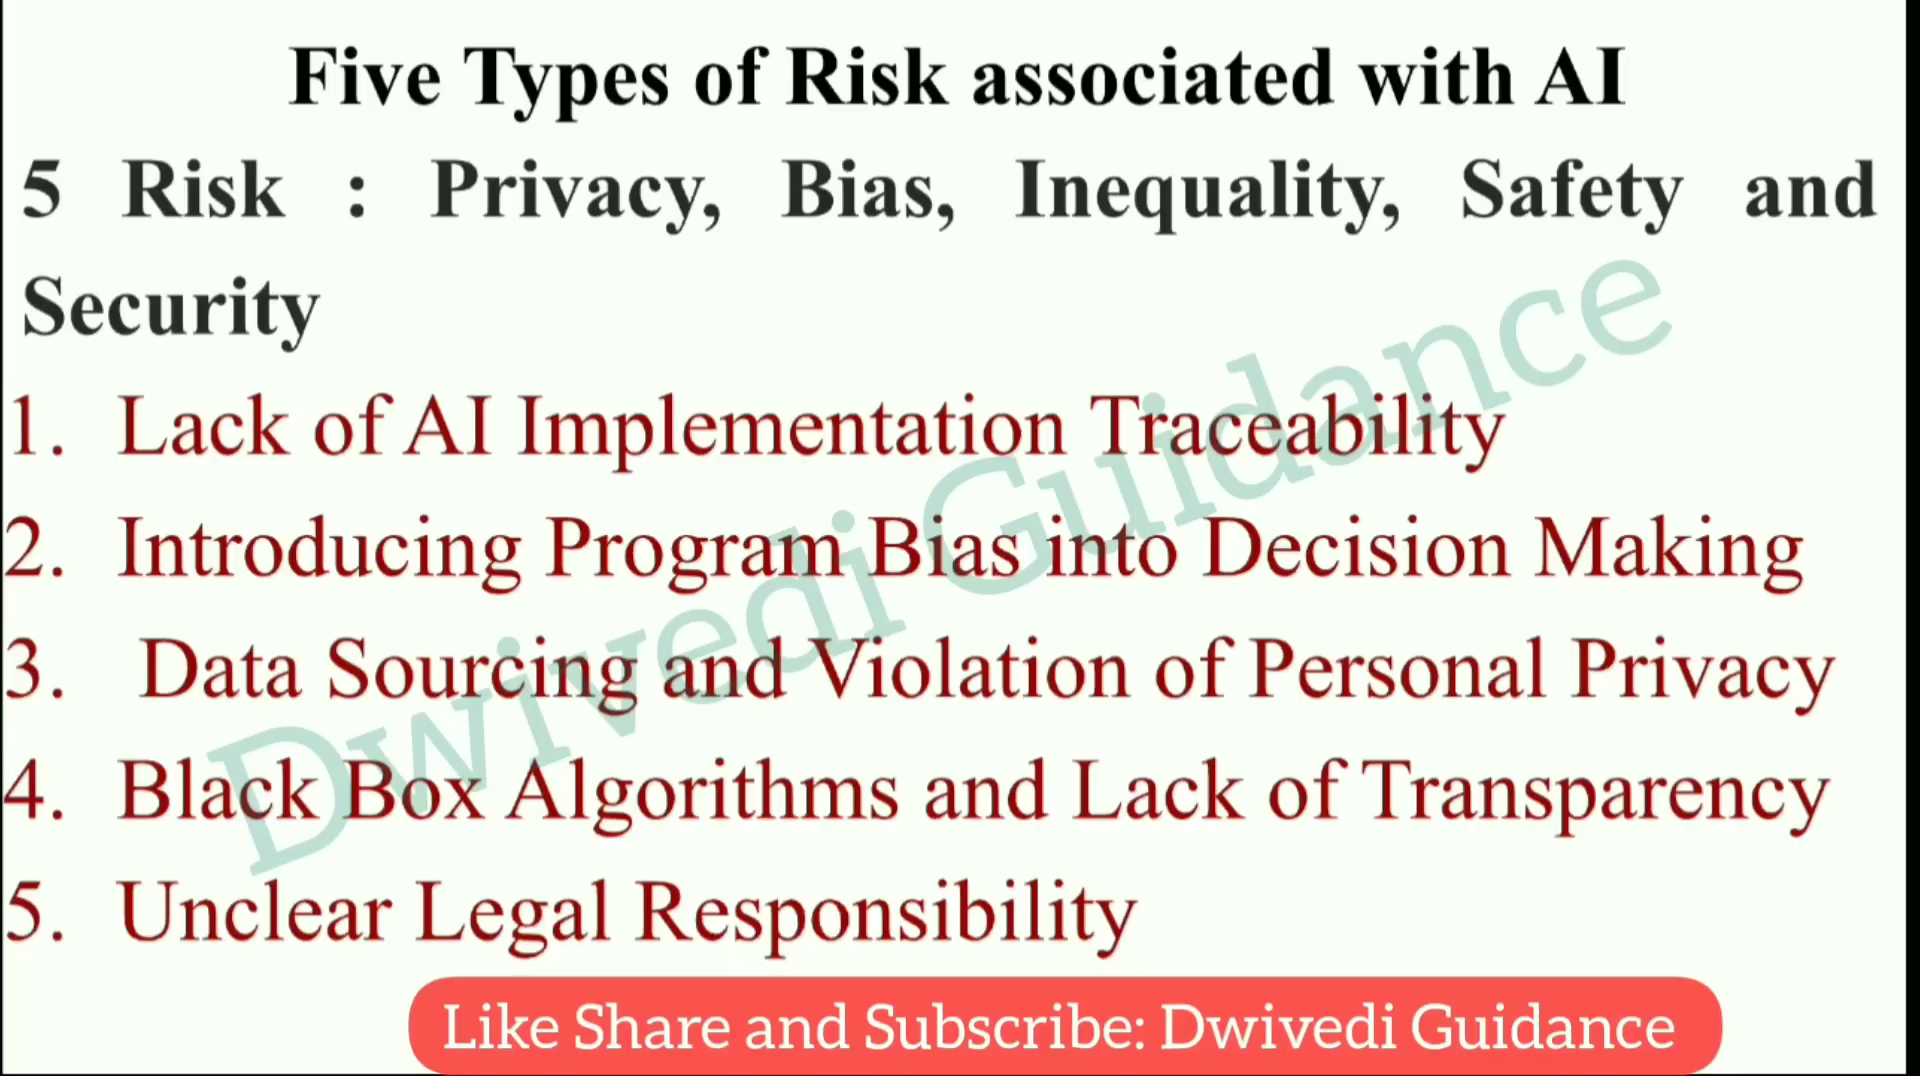 Five Types of Risk associated with AI
5 Risk : Privacy, Bias, Inequality, Safety and
Security
1. Lack of AI Implementation Traceability
2. Introducing Program Bias into Decision Making
3. Data Sourcing and Violation of Personal Privacy
4. Black Box Algorithms and Lack of Transparency
5. Unclear Legal Responsibility
Dwivedi Guidance
Like Share and Subscribe: Dwivedi Guidance